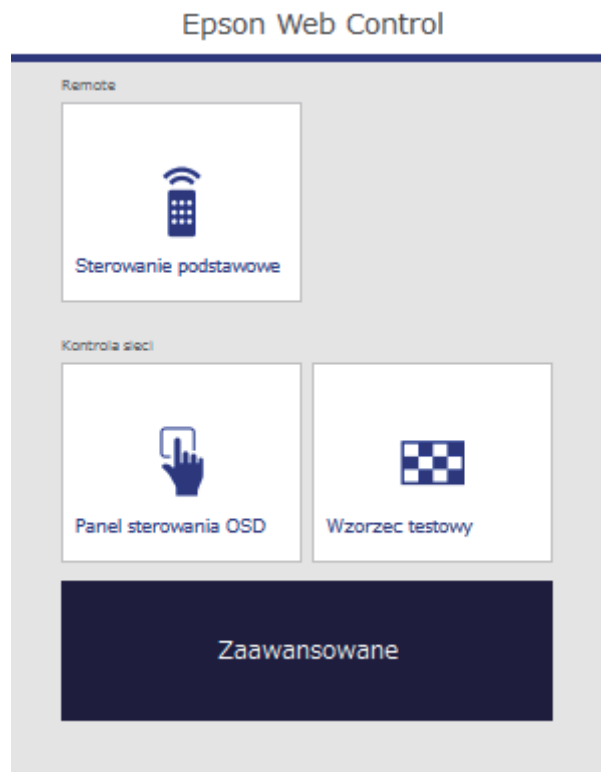 Epson Web Control
Remote
Sterowanie podstawowe
Kontrola sieci
Panel sterowania OSD
Wzorzec testowy
Zaawansowane